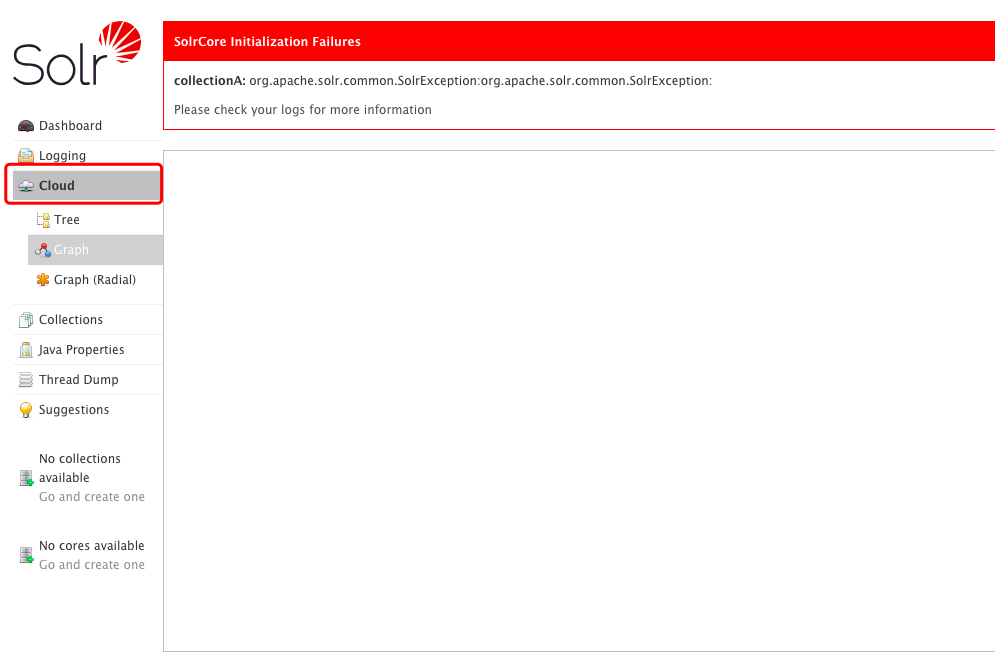 Solr
SolrCore Initialization Failures
collectionA: org.apache.solr.common.SolrException:org.apache.solr.common.SolrException:
Please check your logs for more information
Dashboard
Logging
Cloud
Tree
Graph
Graph (Radial)
Collections
Java Properties
Thread Dump
Suggestions
No collections
available
Go and create one
No cores available
Go and create one